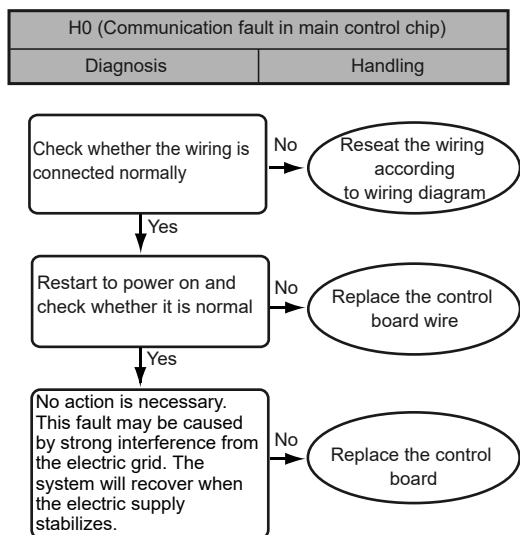 H0 (Communication fault in main control chip)
Diagnosis
Handling
Check whether the wiring is
connected normally
No
Reseat the wiring
according
to wiring diagram
Yes
Restart to power on and
check whether it is normal
No
Replace the control
board wire
Yes
No action is necessary.
This fault may be caused
by strong interference from
the electric grid. The
system will recover when
the electric supply
stabilizes.
No
Replace the control
board